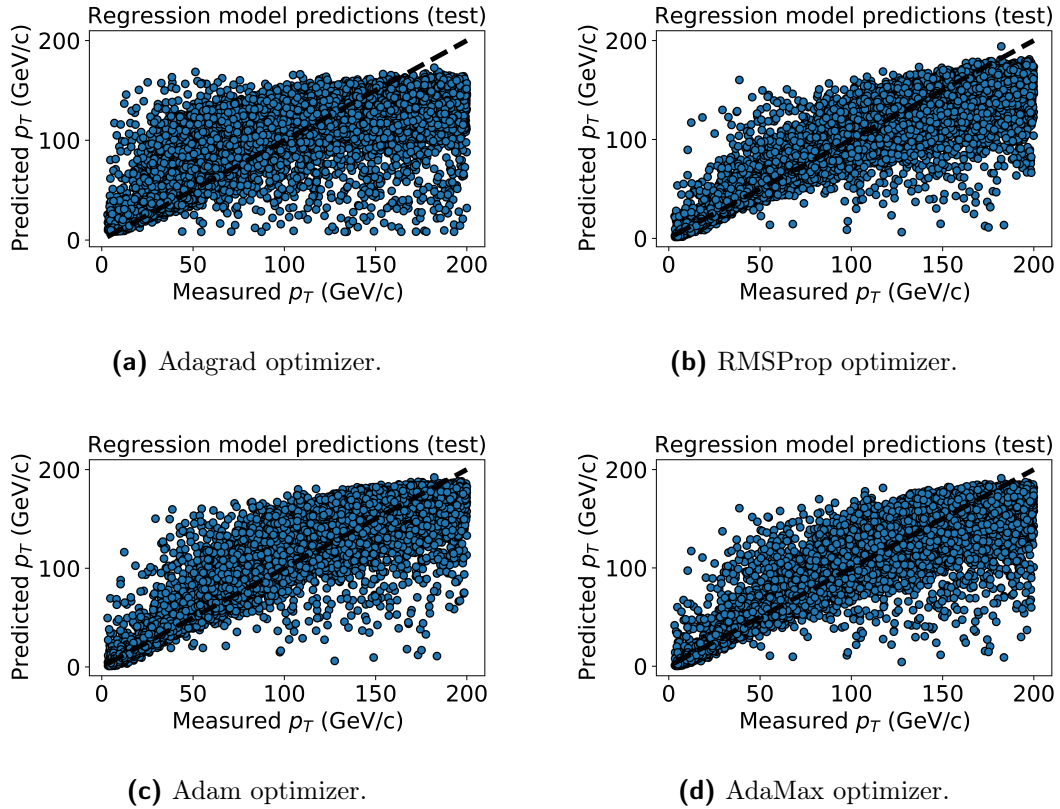 Regression model predictions (test)
Predicted p_T (GeV/c)
200
100
0
0 50 100 150 200
Measured p_T (GeV/c)
(a) Adagrad optimizer.
Regression model predictions (test)
Predicted p_T (GeV/c)
200
100
0
0 50 100 150 200
Measured p_T (GeV/c)
(b) RMSProp optimizer.
Regression model predictions (test)
Predicted p_T (GeV/c)
200
100
0
0 50 100 150 200
Measured p_T (GeV/c)
(c) Adam optimizer.
Regression model predictions (test)
Predicted p_T (GeV/c)
200
100
0
0 50 100 150 200
Measured p_T (GeV/c)
(d) AdaMax optimizer.